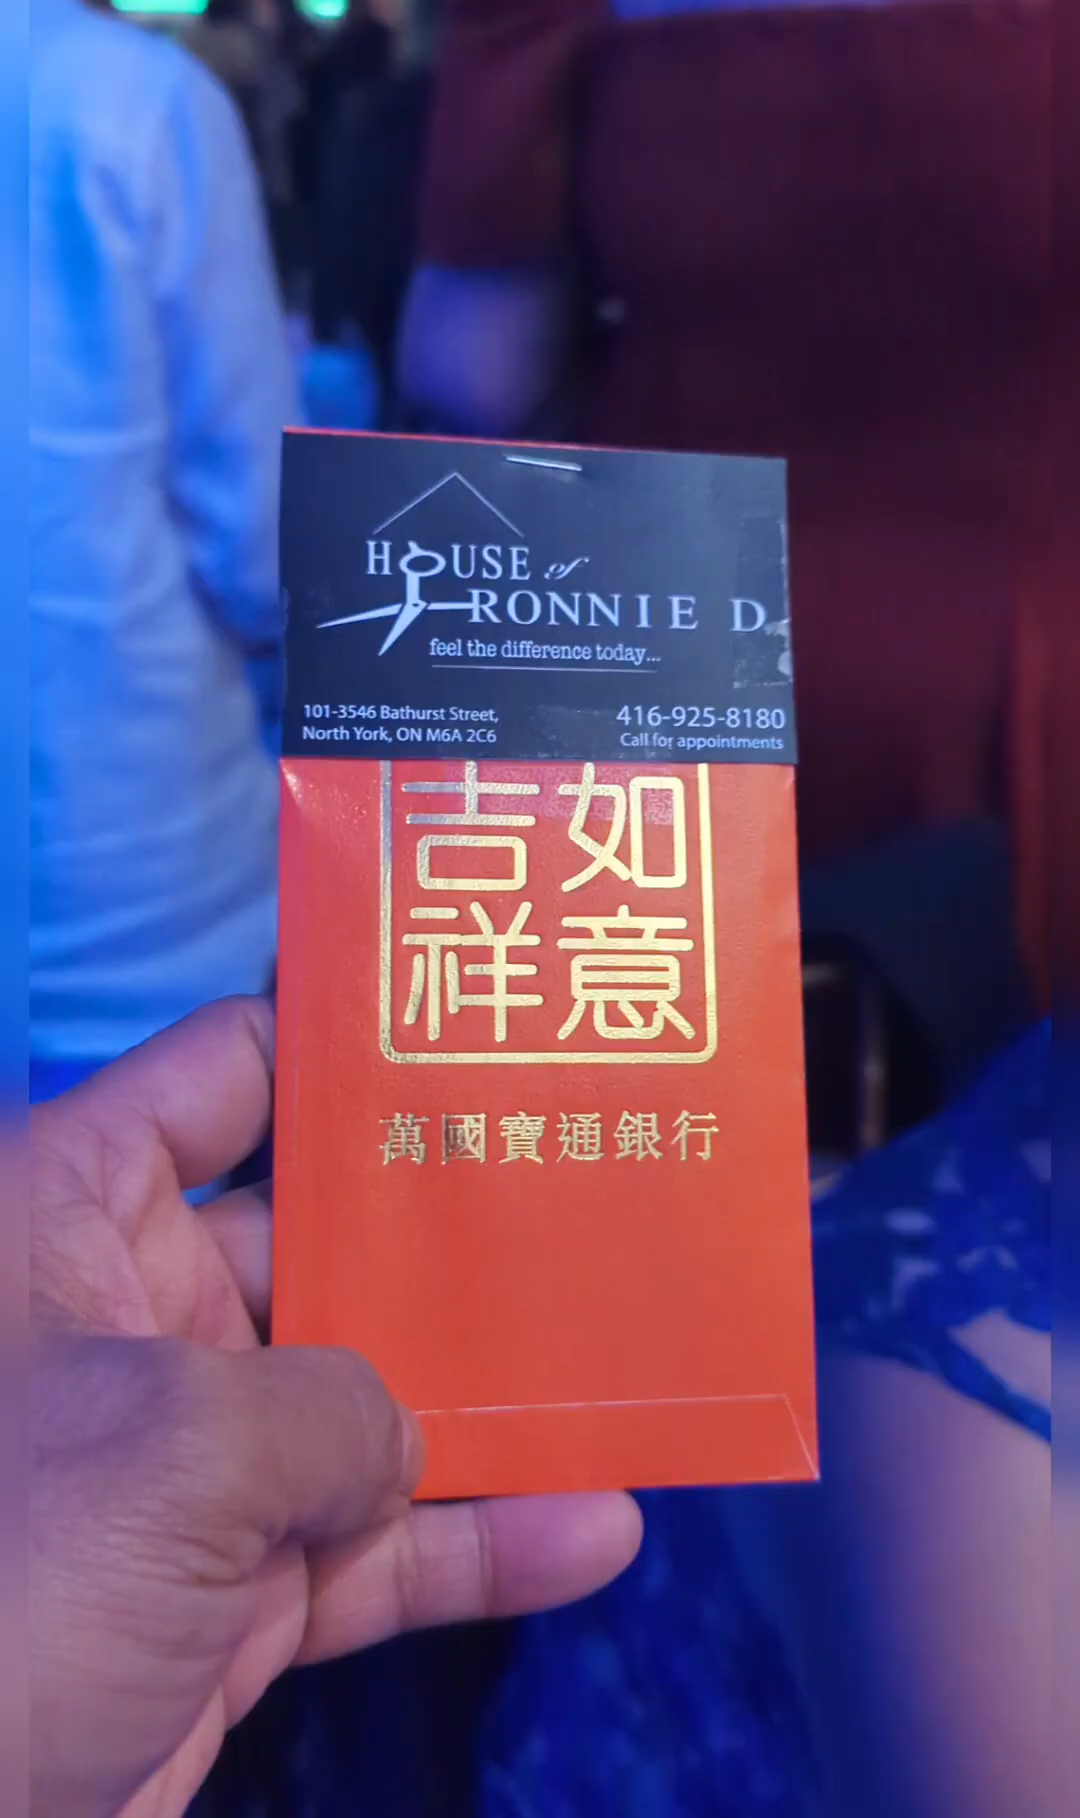 HOUSE of
RONNIE D.
feel the difference today...
101-3546 Bathurst Street,
North York, ON M6A 2C6
416-925-8180
Call for appointments
吉如
祥意
萬國寶通銀行